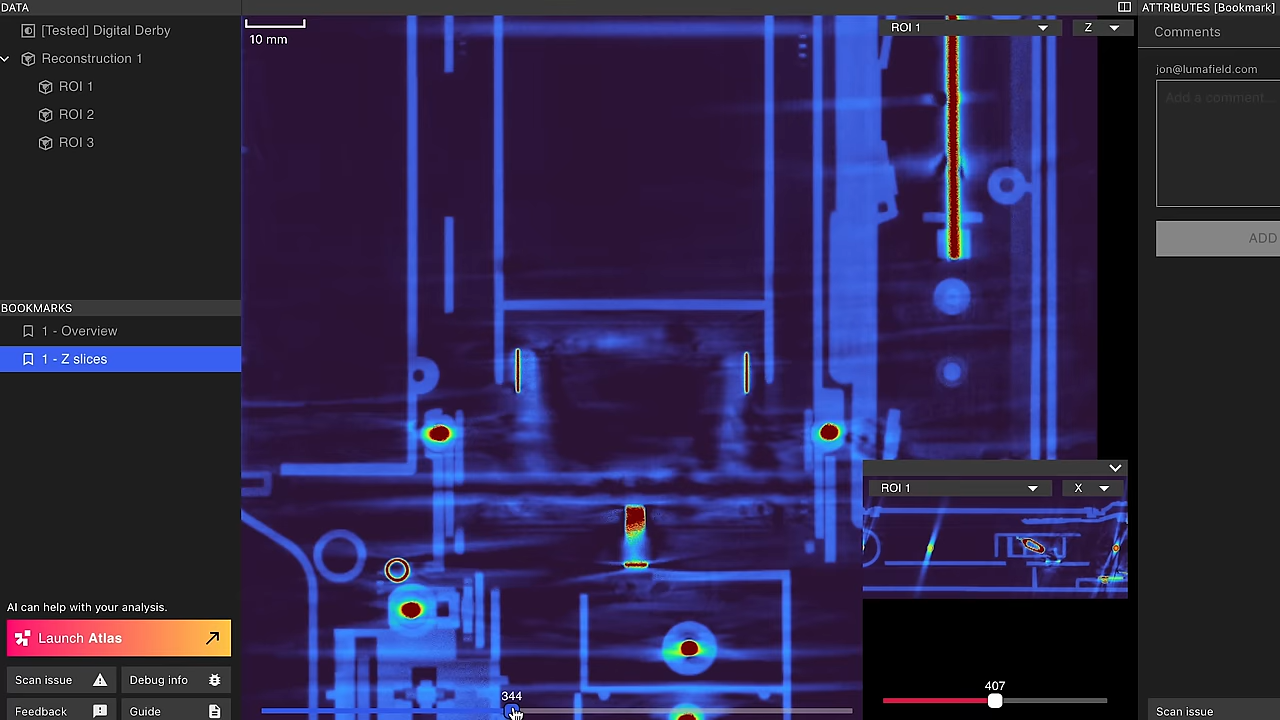 DATA
[Tested] Digital Derby
Reconstruction 1
ROI 1
ROI 2
ROI 3
BOOKMARKS
1 - Overview
1 - Z slices
AI can help with your analysis.
Launch Atlas
Scan issue
Debug info
Feedback
Guide
10 mm
ROI 1
Z
344
ROI 1
X
407
ATTRIBUTES [Bookmark]
Comments
jon@lumafield.com
Add a comment...
ADD
Scan issue